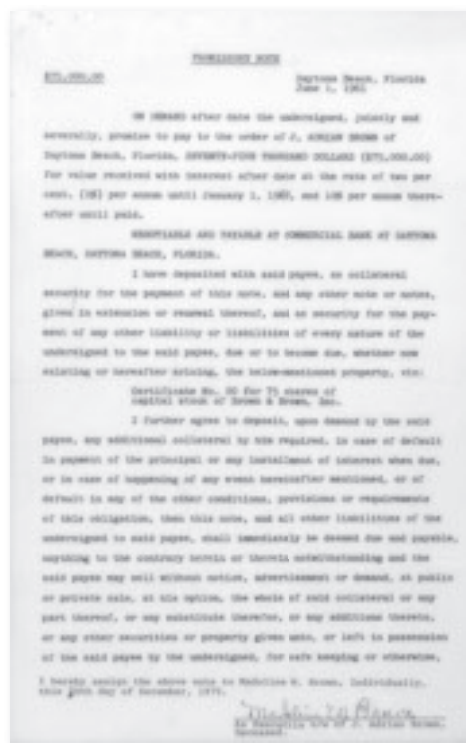 PROMISSORY NOTE
$75,000.00 Daytona Beach, Florida
June 1, 1961
ON DEMAND after date the undersigned, jointly and
severally, promise to pay to the order of J. ADRIAN BROWN of
Daytona Beach, Florida, SEVENTY-FIVE THOUSAND DOLLARS ($75,000.00)
for value received with interest after date at the rate of two per
cent. per annum until January 1, and 10% per annum there-
after until paid.
NEGOTIABLE AND PAYABLE AT COMMERCIAL BANK AT DAYTONA
BEACH, DAYTONA BEACH, FLORIDA.
I have deposited with said payee, as collateral
security for the payment of this note, and any other note or notes,
given in extension or renewal thereof, and as security for the pay-
ment of any other liability or liabilities of every nature of the
undersigned to the said payee, due or to become due, whether now
existing or hereafter arising, the below-mentioned property, viz:
Certificate No. for 75 shares of
capital stock of Brown & Brown, Inc.
I further agree to deposit, upon demand by the said
payee, any additional collateral by him required, in case of default
in payment of the principal or any installment of interest when due,
or in case of happening of any event hereinafter mentioned, or of
default in any of the other conditions, provisions or requirements
of this obligation, then this note, and all other liabilities of the
undersigned to said payee, shall immediately be deemed due and payable,
anything to the contrary herein or therein notwithstanding and the
said payee may sell without notice, advertisement or demand, at public
or private sale, at his option, the whole of said collateral or any
part thereof, or any substitute therefor, or any additions thereto,
or any other securities or property given unto, or left in possession
of the said payee by the undersigned, for safe keeping or otherwise.
I hereby assign the above note to Madeline W. Brown, Individually,
this day of December, 1975.
of J. Adrian Brown,
Deceased.